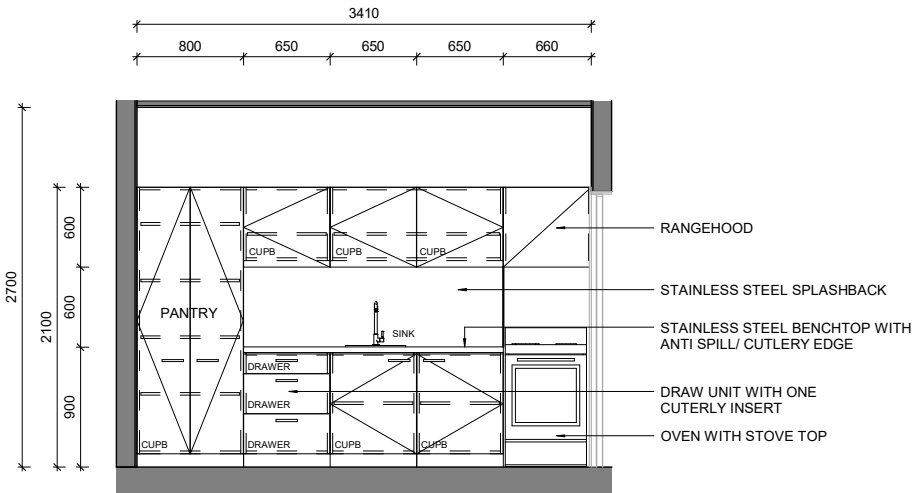 3410
800
650
650
650
660
2700
2100
600
600
900
CUPB
CUPB
CUPB
PANTRY
SINK
DRAWER
DRAWER
DRAWER
CUPB
CUPB
CUPB
RANGEHOOD
STAINLESS STEEL SPLASHBACK
STAINLESS STEEL BENCHTOP WITH
ANTI SPILL/ CUTLERY EDGE
DRAW UNIT WITH ONE
CUTERLY INSERT
OVEN WITH STOVE TOP